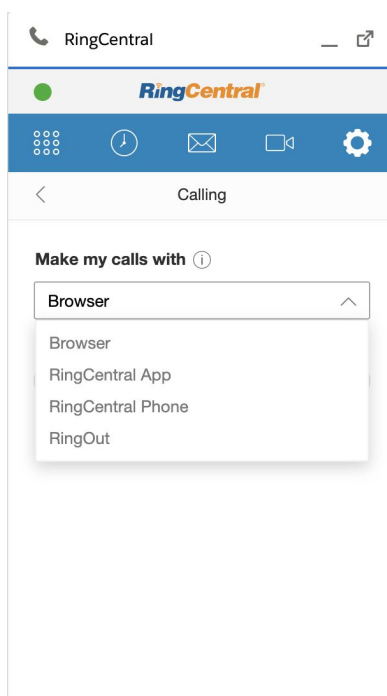 RingCentral
RingCentral
Calling
Make my calls with
Browser
Browser
RingCentral App
RingCentral Phone
RingOut